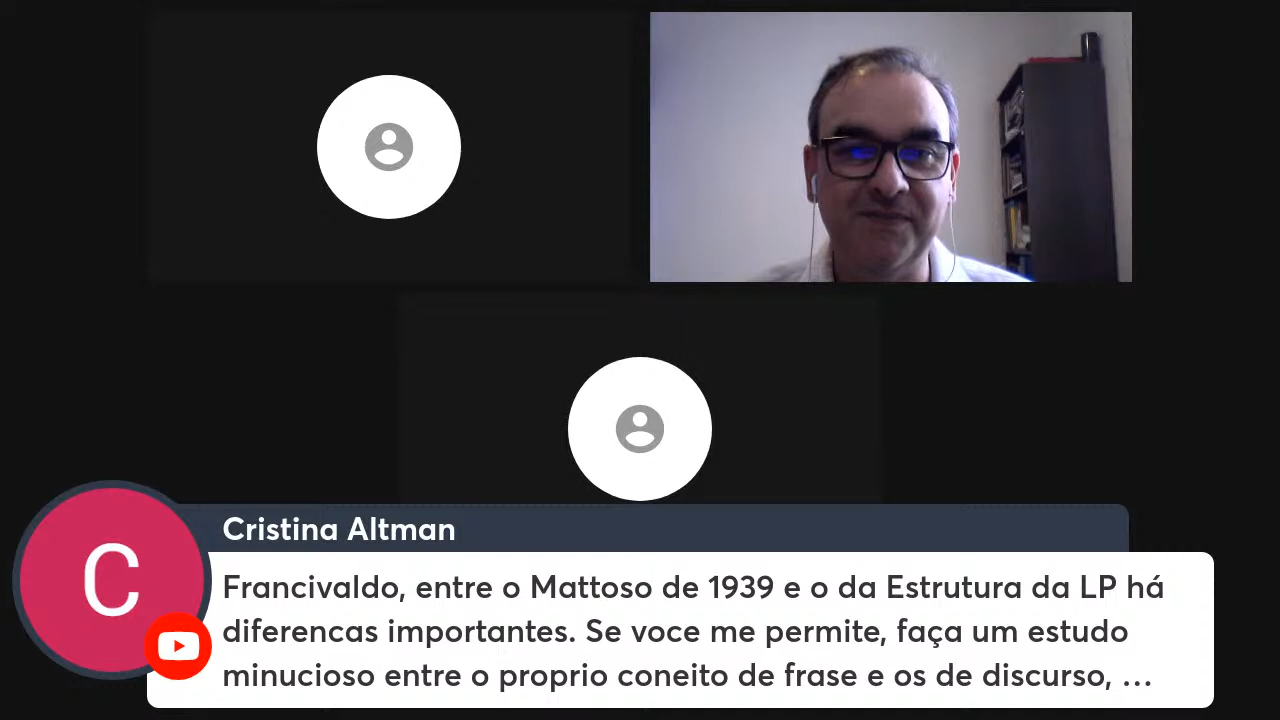 Cristina Altman
C
Francivaldo, entre o Mattoso de 1939 e o da Estrutura da LP há
diferencas importantes. Se voce me permite, faça um estudo
minucioso entre o proprio coneito de frase e os de discurso, ...